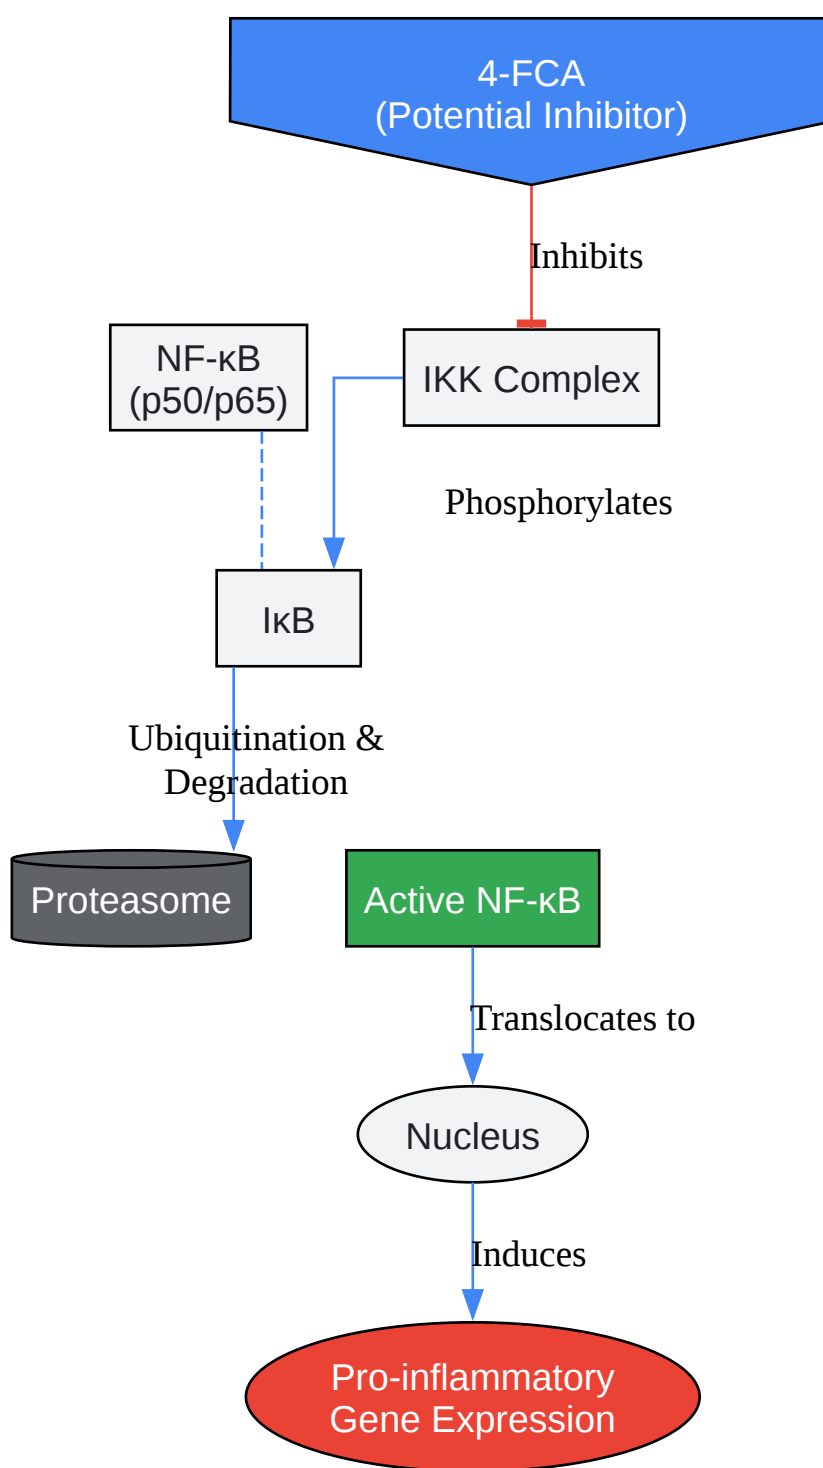 4-FCA
(Potential Inhibitor)
Inhibits
NF-κB
(p50/p65)
IKK Complex
Phosphorylates
IκB
Ubiquitination &
Degradation
Proteasome
Active NF-κB
Translocates to
Nucleus
Induces
Pro-inflammatory
Gene Expression